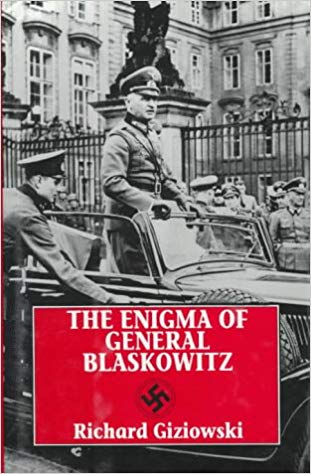 THE ENIGMA OF
GENERAL
BLASKOWITZ
Richard Giziowski